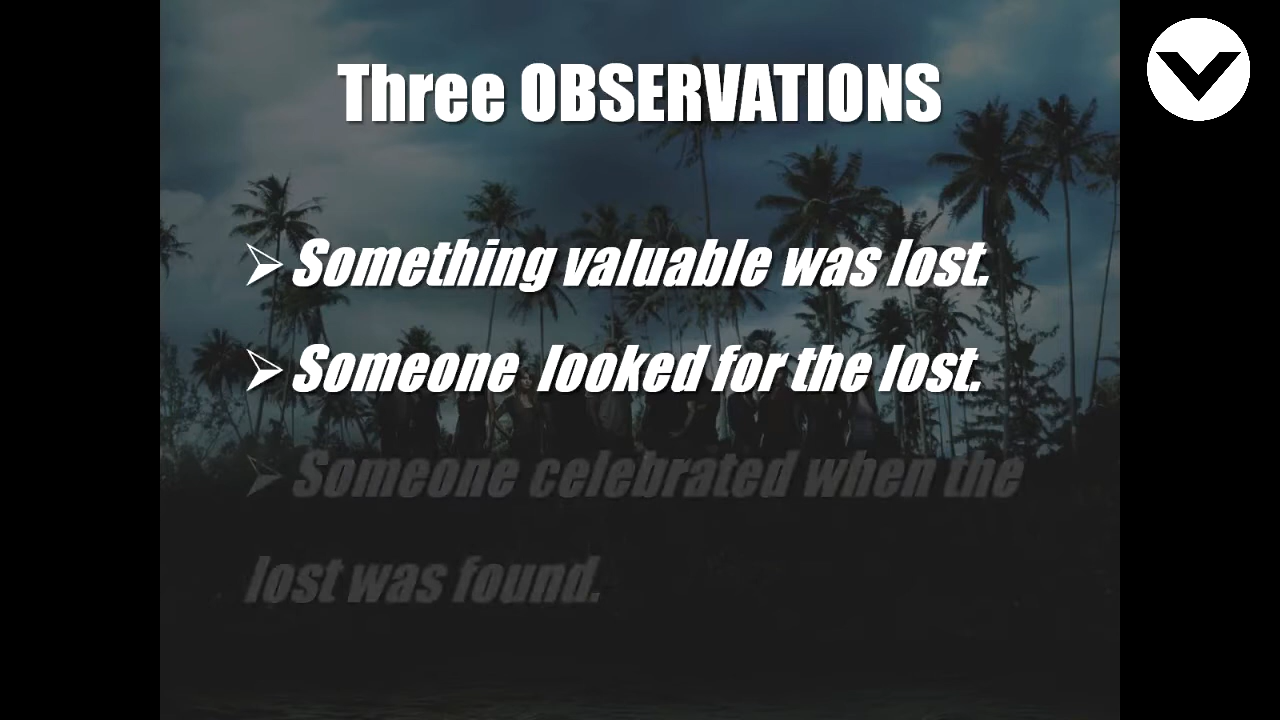 Three OBSERVATIONS
➢ Something valuable was lost.
➢ Someone looked for the lost.
➢ Someone celebrated when the
lost was found.